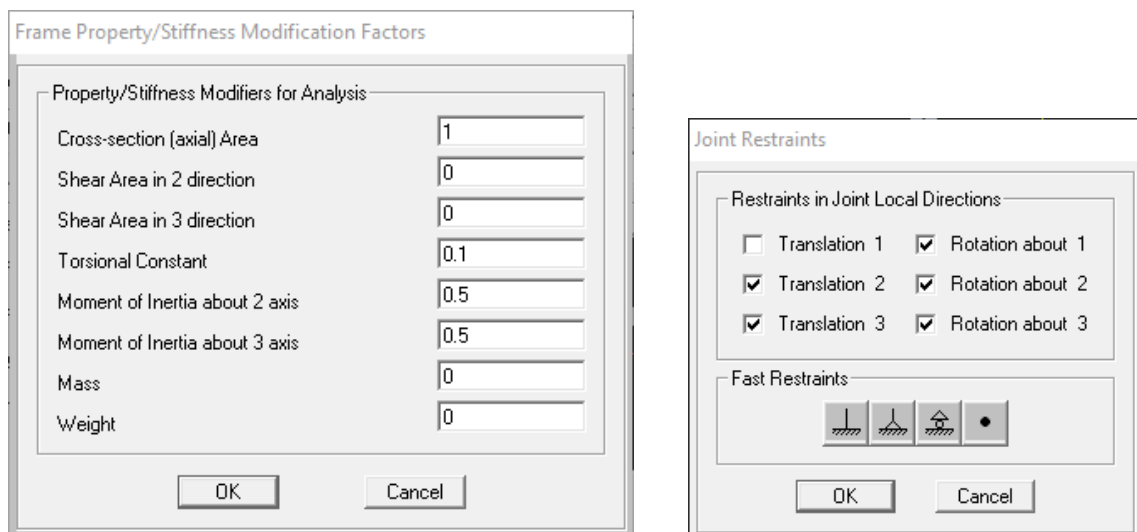 Frame Property/Stiffness Modification Factors
Property/Stiffness Modifiers for Analysis
Cross-section (axial) Area 1
Shear Area in 2 direction 0
Shear Area in 3 direction 0
Torsional Constant 0.1
Moment of Inertia about 2 axis 0.5
Moment of Inertia about 3 axis 0.5
Mass 0
Weight 0
OK Cancel
Joint Restraints
Restraints in Joint Local Directions
Translation 1 Rotation about 1
Translation 2 Rotation about 2
Translation 3 Rotation about 3
Fast Restraints
OK Cancel